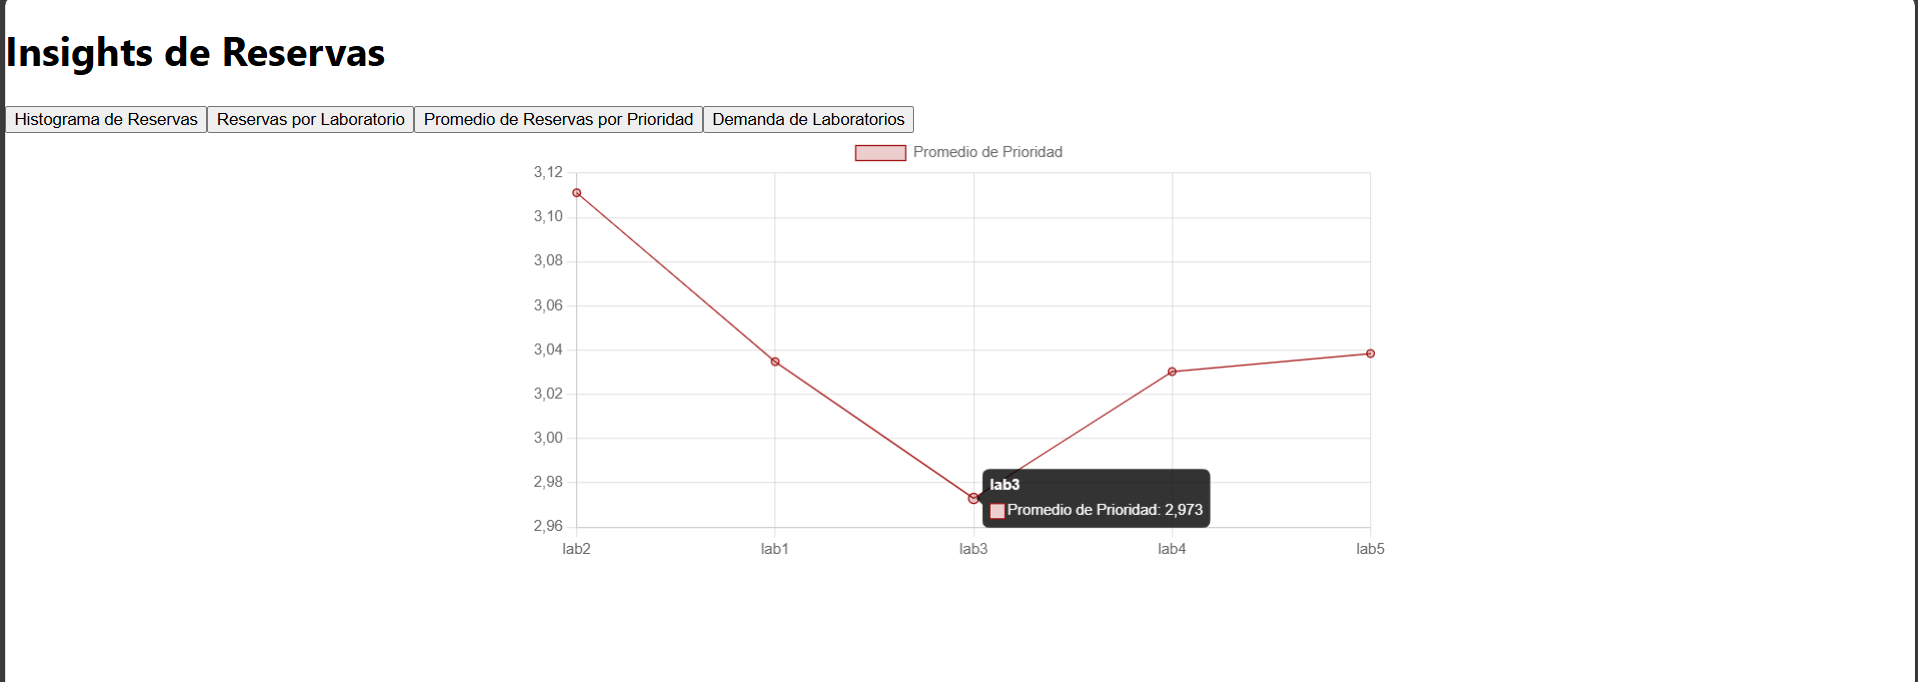 Insights de Reservas
Histograma de Reservas Reservas por Laboratorio Promedio de Reservas por Prioridad Demanda de Laboratorios
Promedio de Prioridad
3,12
3,10
3,08
3,06
3,04
3,02
3,00
2,98
2,96
lab3
Promedio de Prioridad: 2,973
lab2 lab1 lab3 lab4 lab5